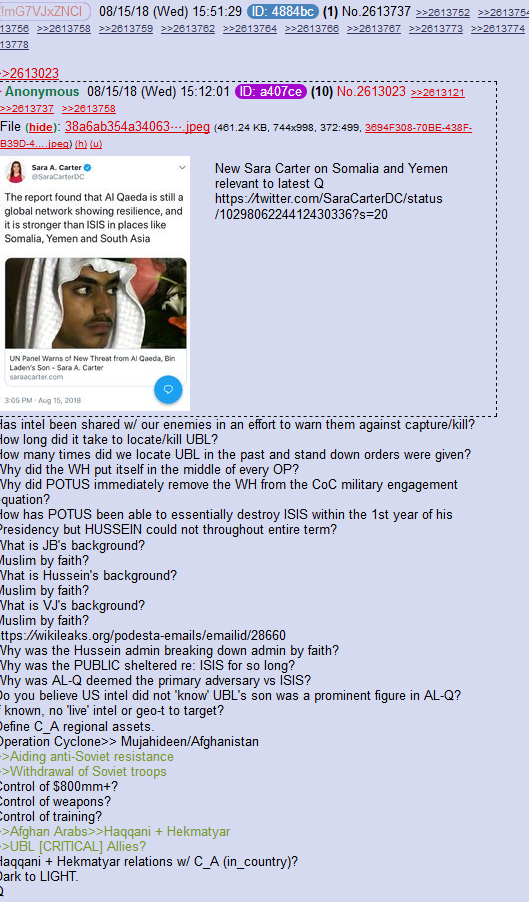 !!mG7VJxZNCI 08/15/18 (Wed) 15:51:29 ID: 4884bc (1) No.2613737 >>2613752 >>2613754
13756 >>2613758 >>2613759 >>2613762 >>2613764 >>2613766 >>2613767 >>2613773 >>2613774
13778
>>2613023
Anonymous 08/15/18 (Wed) 15:12:01 ID: a407ce (10) No.2613023 >>2613121
>>2613737 >>2613758
File (hide): 38a6ab354a34063⋯.jpeg (461.24 KB, 744x998, 372:499, 3694F308-70BE-438F-
B39D-4….jpeg) (h) (u)
Sara A. Carter
@SaraCarterDC
The report found that Al Qaeda is still a
global network showing resilience, and
it is stronger than ISIS in places like
Somalia, Yemen and South Asia
UN Panel Warns of New Threat from Al Qaeda, Bin
Laden's Son - Sara A. Carter
saraacarter.com
3:05 PM · Aug 15, 2018
New Sara Carter on Somalia and Yemen
relevant to latest Q
https://twitter.com/SaraCarterDC/status
/1029806224412430336?s=20
Has intel been shared w/ our enemies in an effort to warn them against capture/kill?
How long did it take to locate/kill UBL?
How many times did we locate UBL in the past and stand down orders were given?
Why did the WH put itself in the middle of every OP?
Why did POTUS immediately remove the WH from the CoC military engagement
equation?
How has POTUS been able to essentially destroy ISIS within the 1st year of his
Presidency but HUSSEIN could not throughout entire term?
What is JB's background?
Muslim by faith?
What is Hussein's background?
Muslim by faith?
What is VJ's background?
Muslim by faith?
https://wikileaks.org/podesta-emails/emailid/28660
Why was the Hussein admin breaking down admin by faith?
Why was the PUBLIC sheltered re: ISIS for so long?
Why was AL-Q deemed the primary adversary vs ISIS?
Do you believe US intel did not 'know' UBL's son was a prominent figure in AL-Q?
If known, no 'live' intel or geo-t to target?
Define C_A regional assets.
Operation Cyclone>> Mujahideen/Afghanistan
>>Aiding anti-Soviet resistance
>>Withdrawal of Soviet troops
Control of $800mm+?
Control of weapons?
Control of training?
>>Afghan Arabs>>Haqqani + Hekmatyar
>>UBL [CRITICAL] Allies?
Haqqani + Hekmatyar relations w/ C_A (in_country)?
Dark to LIGHT.
Q